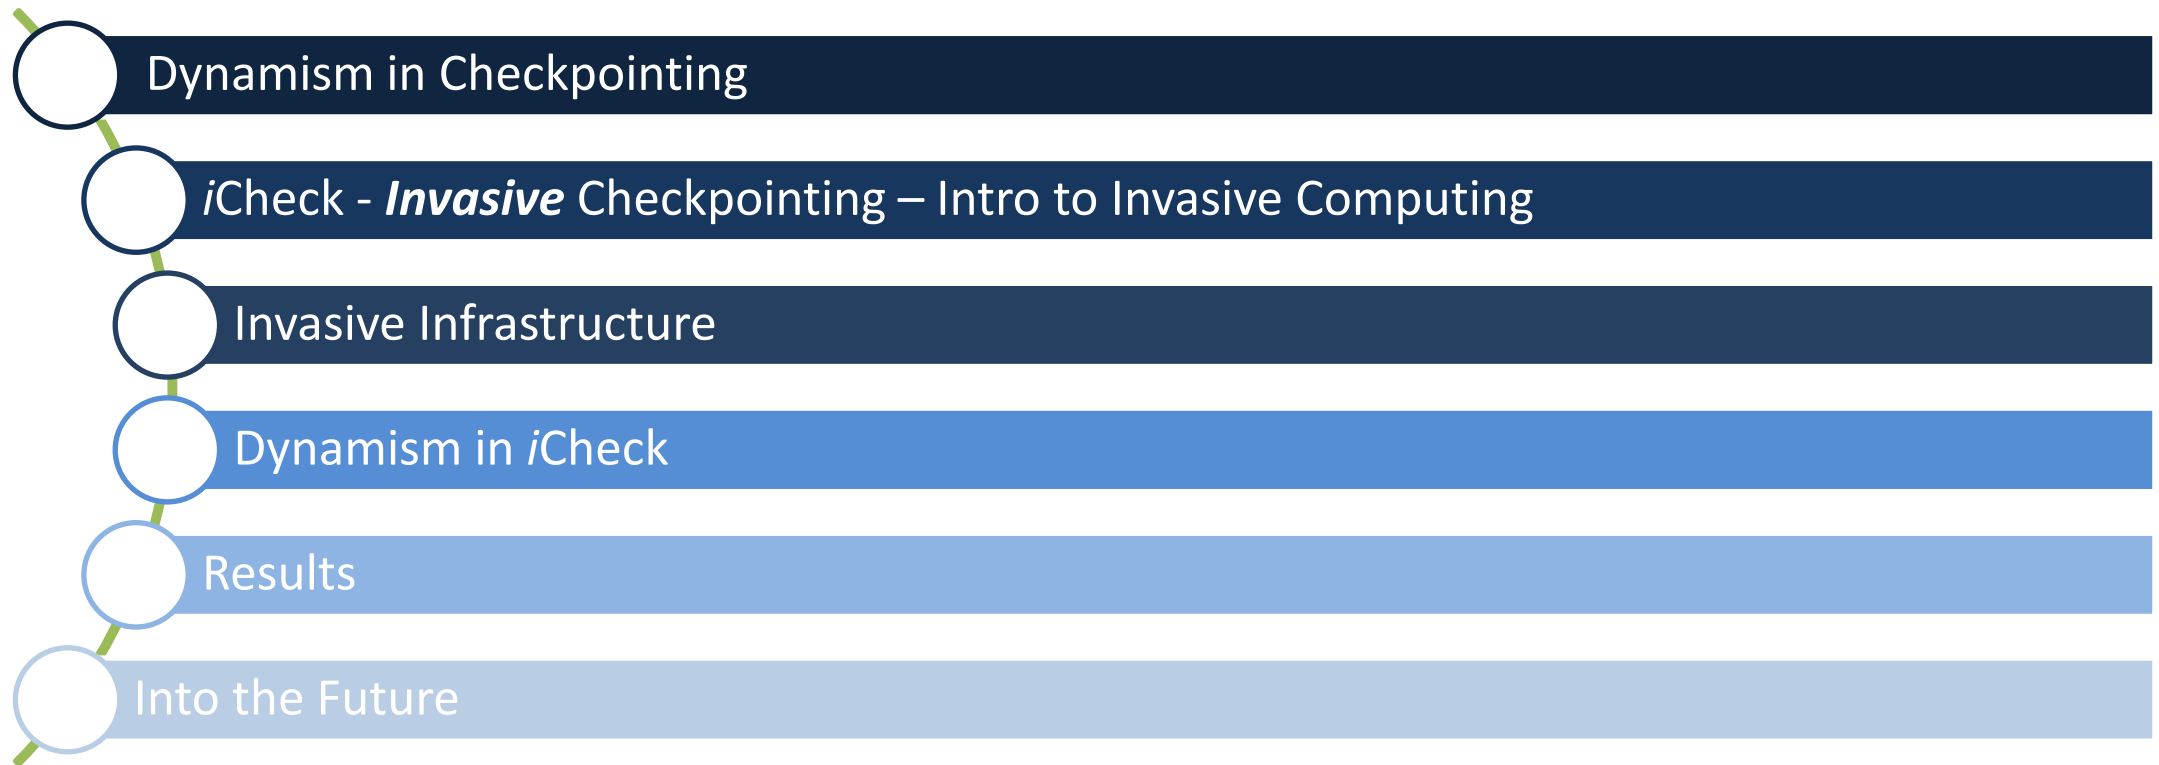 Dynamism in Checkpointing
iCheck - Invasive Checkpointing – Intro to Invasive Computing
Invasive Infrastructure
Dynamism in iCheck
Results
Into the Future